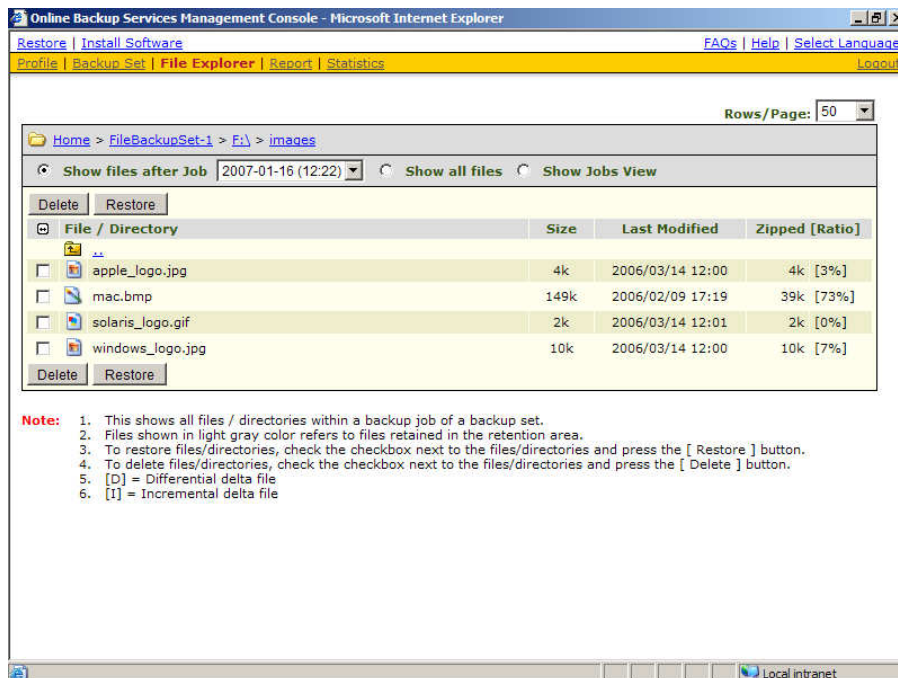 Online Backup Services Management Console - Microsoft Internet Explorer
Restore | Install Software FAQs | Help | Select Language
Profile | Backup Set | File Explorer | Report | Statistics Logout
Rows/Page: 50
Home > FileBackupSet-1 > F:\ > images
Show files after Job 2007-01-16 (12:22) Show all files Show Jobs View
Delete Restore
File / Directory Size Last Modified Zipped [Ratio]
..
apple_logo.jpg 4k 2006/03/14 12:00 4k [3%]
mac.bmp 149k 2006/02/09 17:19 39k [73%]
solaris_logo.gif 2k 2006/03/14 12:01 2k [0%]
windows_logo.jpg 10k 2006/03/14 12:00 10k [7%]
Delete Restore
Note: 1. This shows all files / directories within a backup job of a backup set.
2. Files shown in light gray color refers to files retained in the retention area.
3. To restore files/directories, check the checkbox next to the files/directories and press the [ Restore ] button.
4. To delete files/directories, check the checkbox next to the files/directories and press the [ Delete ] button.
5. [D] = Differential delta file
6. [I] = Incremental delta file
Local intranet